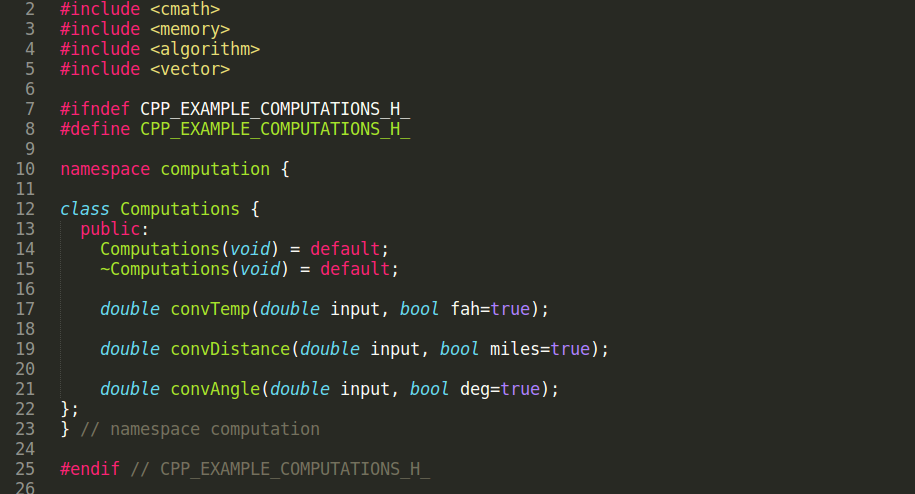 2 #include <cmath>
3 #include <memory>
4 #include <algorithm>
5 #include <vector>
6
7 #ifndef CPP_EXAMPLE_COMPUTATIONS_H_
8 #define CPP_EXAMPLE_COMPUTATIONS_H_
9
10 namespace computation {
11
12 class Computations {
13   public:
14     Computations(void) = default;
15     ~Computations(void) = default;
16
17     double convTemp(double input, bool fah=true);
18
19     double convDistance(double input, bool miles=true);
20
21     double convAngle(double input, bool deg=true);
22 };
23 } // namespace computation
24
25 #endif // CPP_EXAMPLE_COMPUTATIONS_H_
26